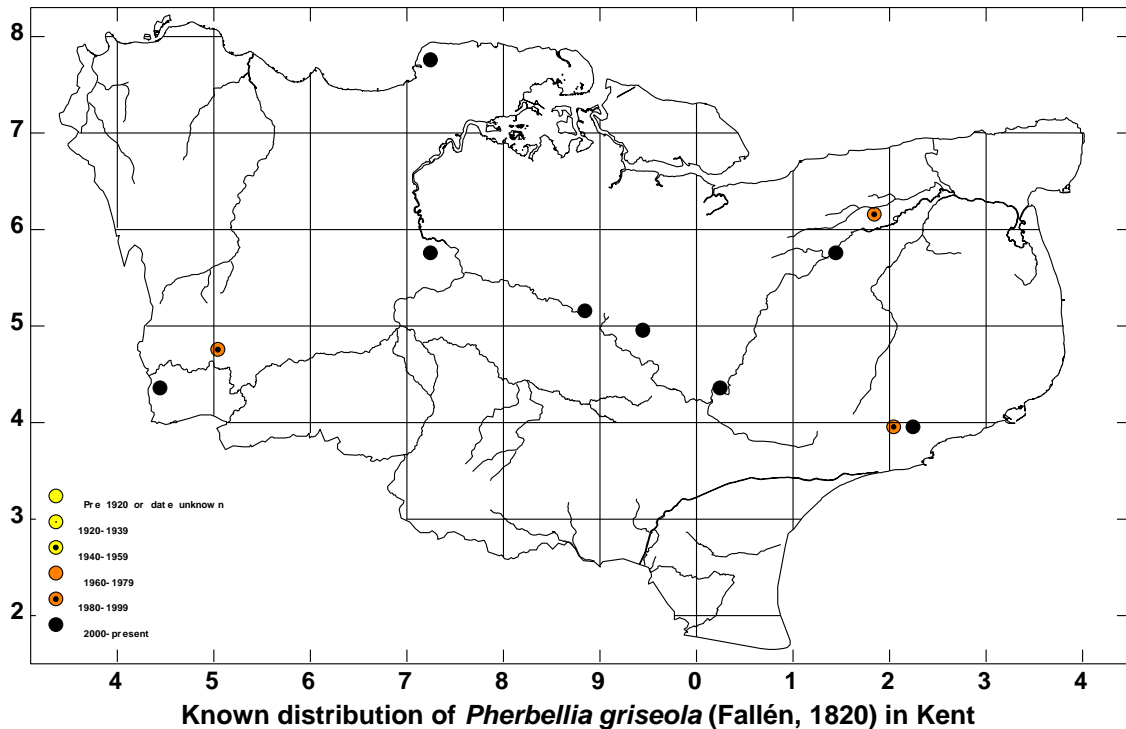 8
7
6
5
4
3
2
Pre 1920 or date unknown
1920-1939
1940-1959
1960-1979
1980-1999
2000-present
4 5 6 7 8 9 0 1 2 3 4
Known distribution of Pherbellia griseola (Fallén, 1820) in Kent